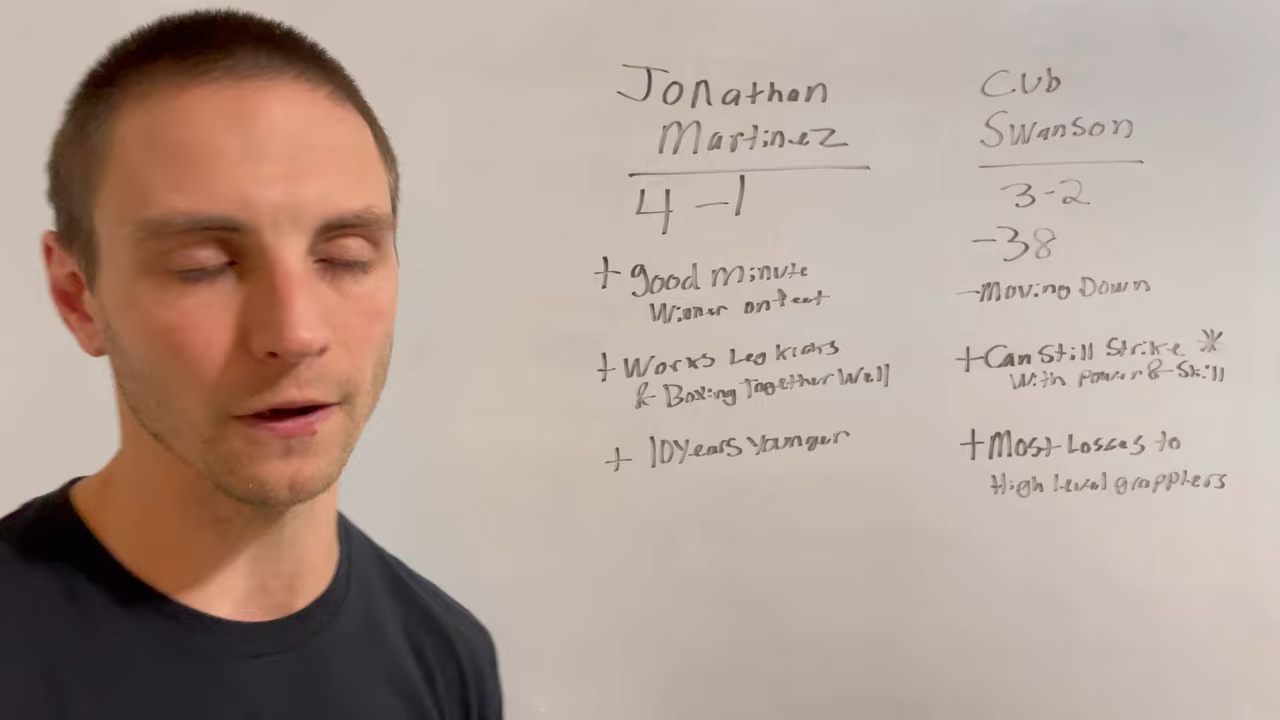 Jonathan
Martinez
4-1
+ good minute
Winner on feet
+ Works Leg kicks
& Boxing Together Well
+ 10 years younger
Cub
Swanson
3-2
-38
-Moving Down
+Can Still Strike *
With Power & Skill
+Most Losses to
High level grapplers